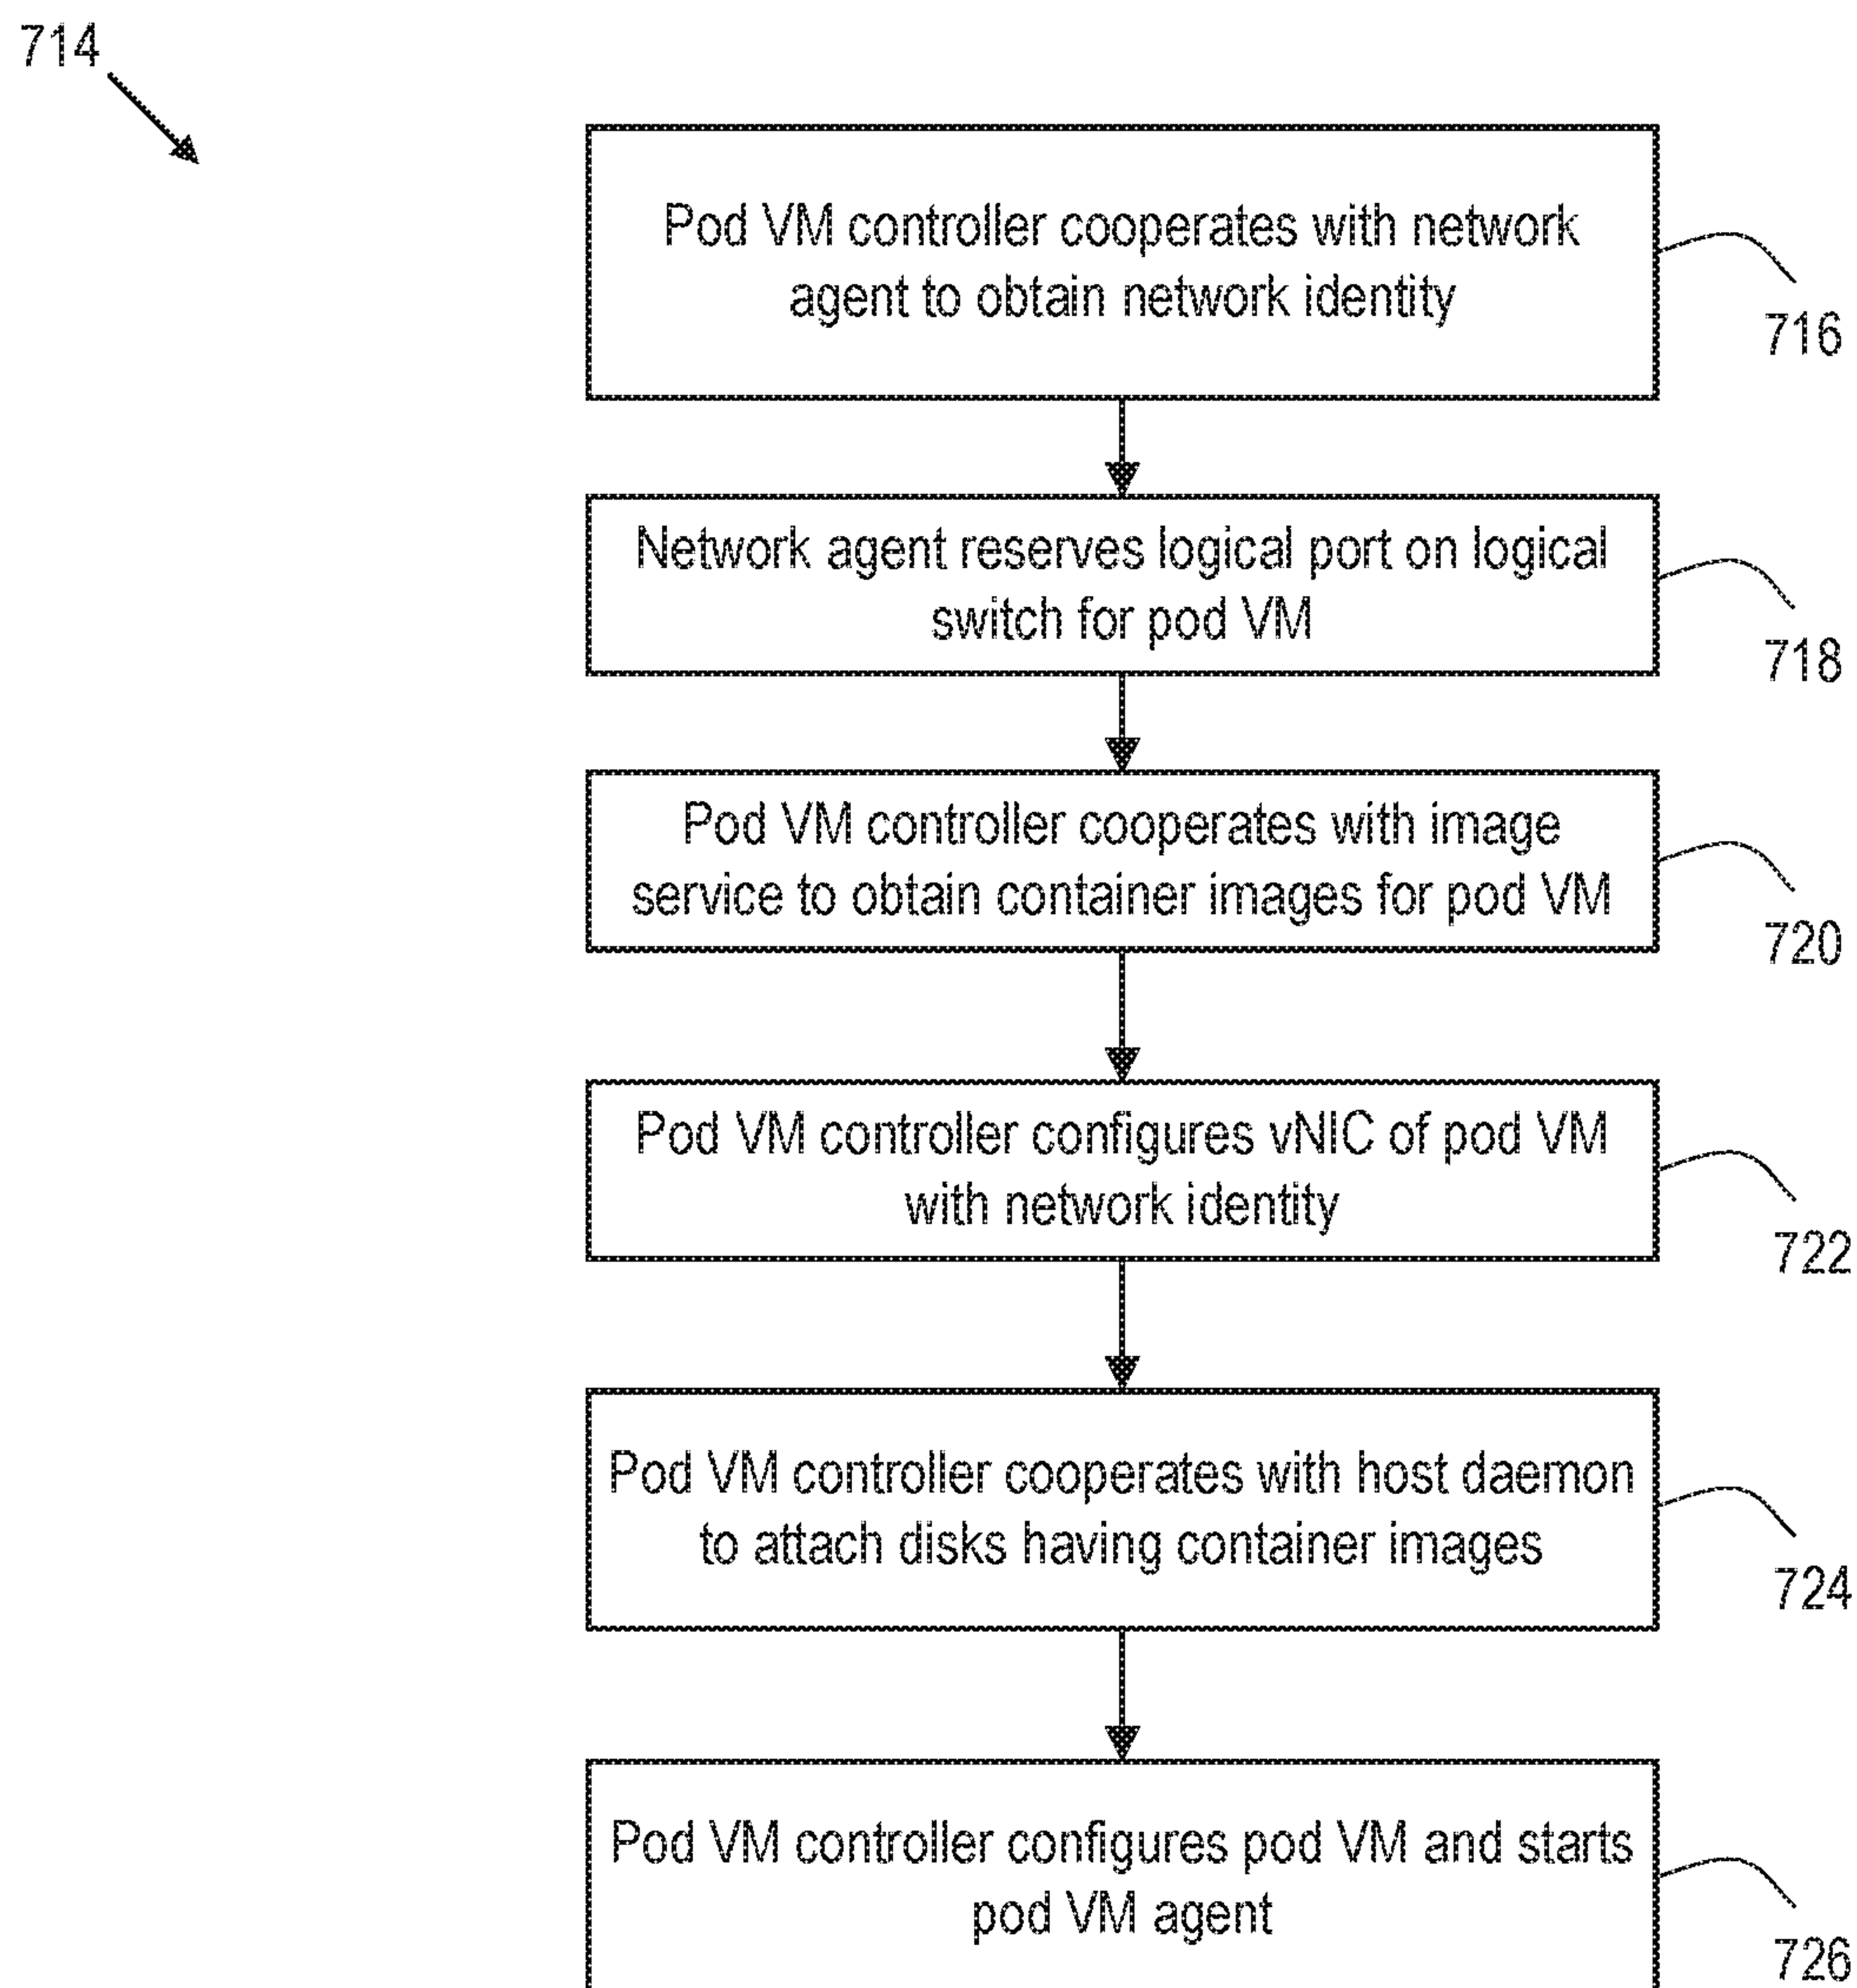 714
Pod VM controller cooperates with network
agent to obtain network identity
716
Network agent reserves logical port on logical
switch for pod VM
718
Pod VM controller cooperates with image
service to obtain container images for pod VM
720
Pod VM controller configures vNIC of pod VM
with network identity
722
Pod VM controller cooperates with host daemon
to attach disks having container images
724
Pod VM controller configures pod VM and starts
pod VM agent
726